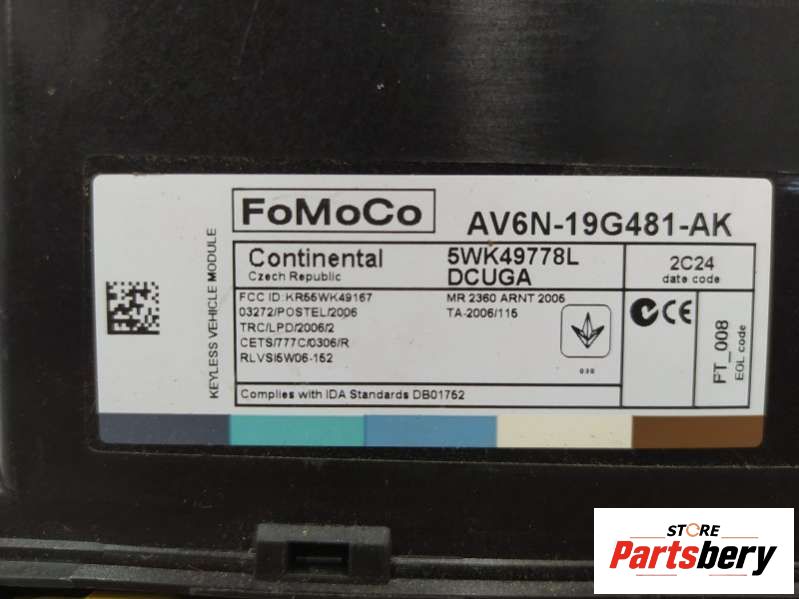 KEYLESS VEHICLE MODULE
FoMoCo
AV6N-19G481-AK
Continental
Czech Republic
5WK49778L
DCUGA
2C24
date code
FCC ID: KR55WK49167
03272/POSTEL/2006
TRC/LPD/2006/2
CETS/777C/0306/R
RLVSI5W06-152
MR 2360 ARNT 2005
TA-2006/115
030
CE
FT_008
EOL code
Complies with IDA Standards DB01752
STORE
Partsbery